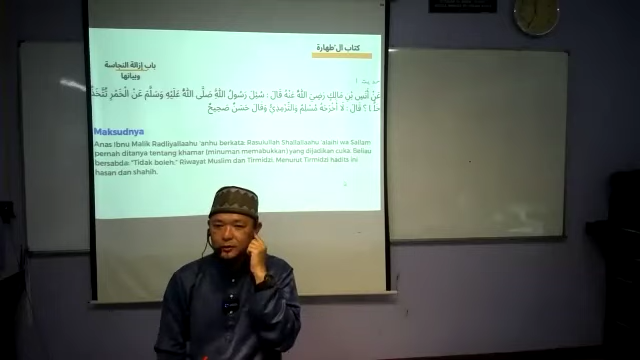 كتاب الطهارة
باب إزالة النجاسة
وبيانها
حديث ١
عَنْ أَنَسِ بْنِ مَالِكٍ رَضِيَ اللَّهُ عَنْهُ قَالَ : سُئِلَ رَسُولُ اللَّهِ صَلَّى اللَّهُ عَلَيْهِ وَسَلَّمَ عَنْ الْخَمْرِ تُتَّخَذُ
خَلًّا ؟ قَالَ : لَا أَخْرَجَهُ مُسْلِمٌ وَالتِّرْمِذِيُّ وَقَالَ حَسَنٌ صَحِيحٌ
Maksudnya
Anas Ibnu Malik Radliyallaahu 'anhu berkata: Rasulullah Shallallaahu 'alaihi wa Sallam
pernah ditanya tentang khamar (minuman memabukkan) yang dijadikan cuka. Beliau
bersabda: "Tidak boleh." Riwayat Muslim dan Tirmidzi. Menurut Tirmidzi hadits ini
hasan dan shahih.